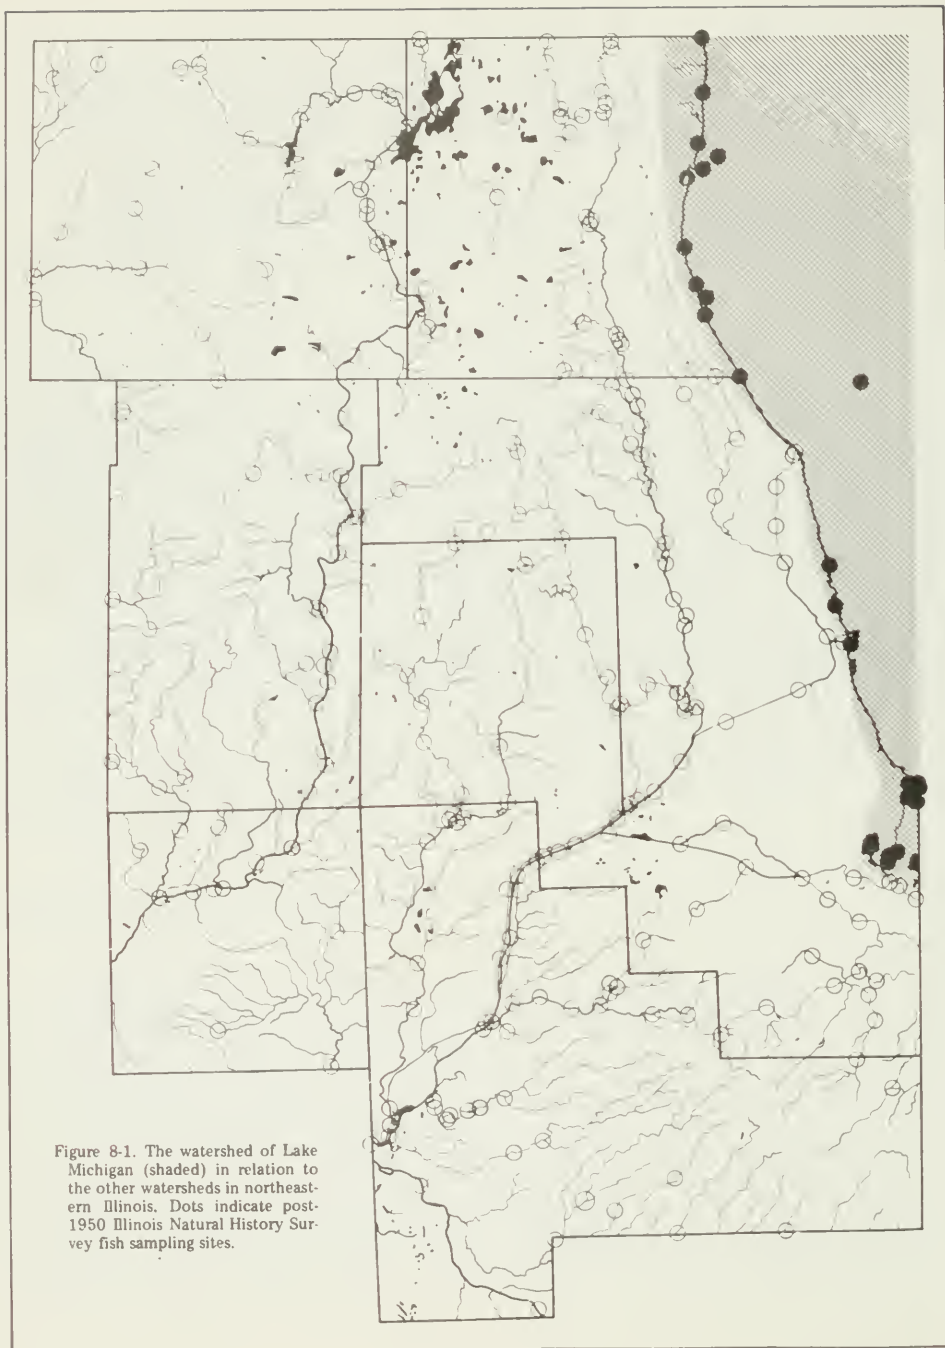 Figure 8-1. The watershed of Lake
Michigan (shaded) in relation to
the other watersheds in northeast-
ern Illinois. Dots indicate post-
1950 Illinois Natural History Sur-
vey fish sampling sites.